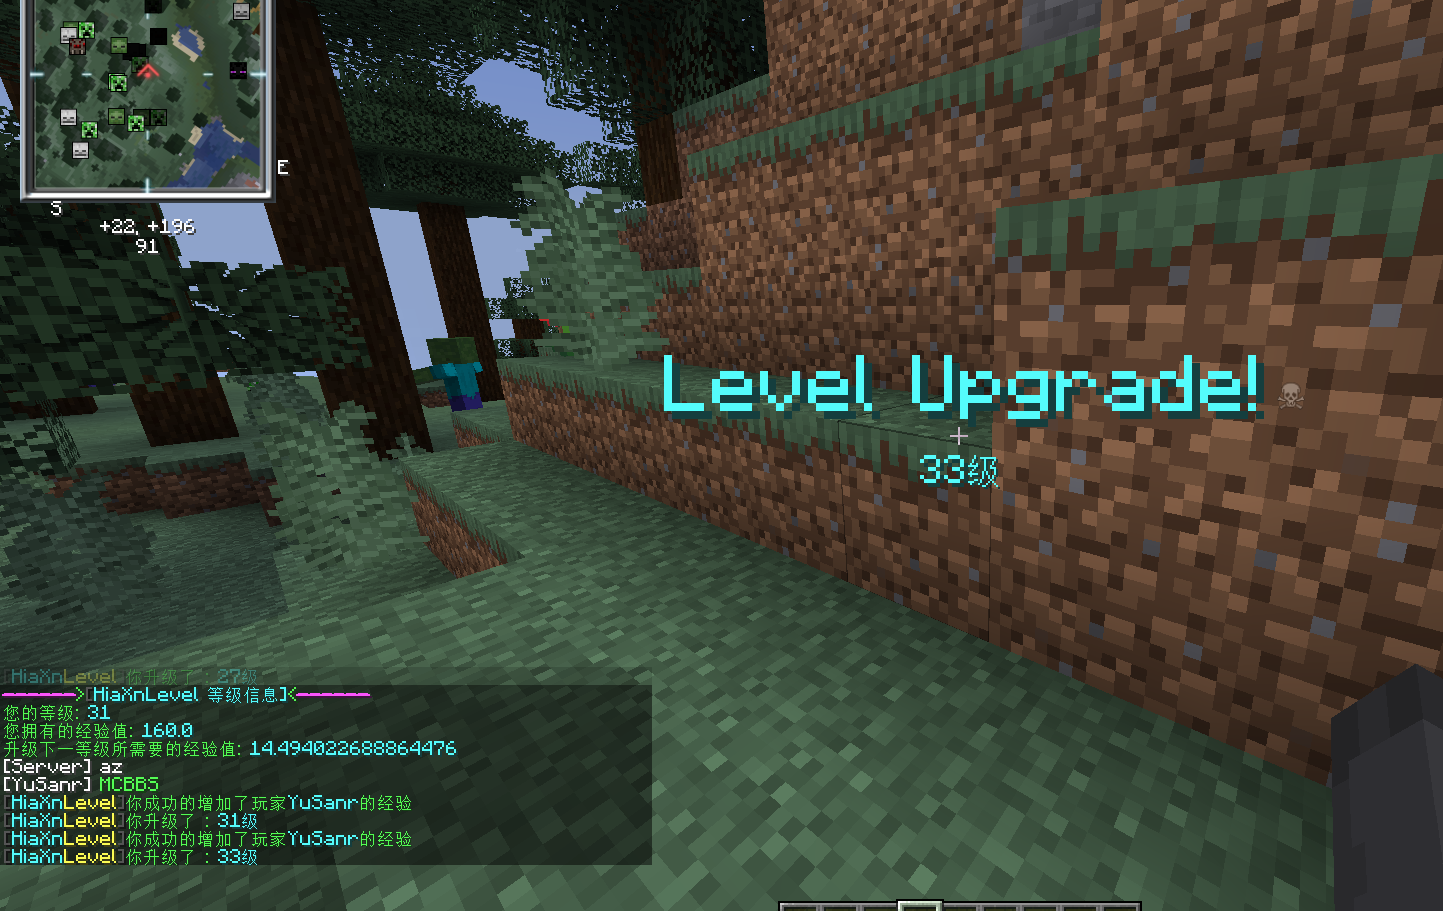 E
S
+22, +196
91
Level Upgrade!
33级
[HiaXnLevel]你升级了：27级
------>[HiaXnLevel 等级信息]<------
您的等级: 31
您拥有的经验值: 160.0
升级下一等级所需要的经验值: 14.494022688864476
[Server] az
[YuSanr] MCBBS
[HiaXnLevel]你成功的增加了玩家YuSanr的经验
[HiaXnLevel]你升级了：31级
[HiaXnLevel]你成功的增加了玩家YuSanr的经验
[HiaXnLevel]你升级了：33级